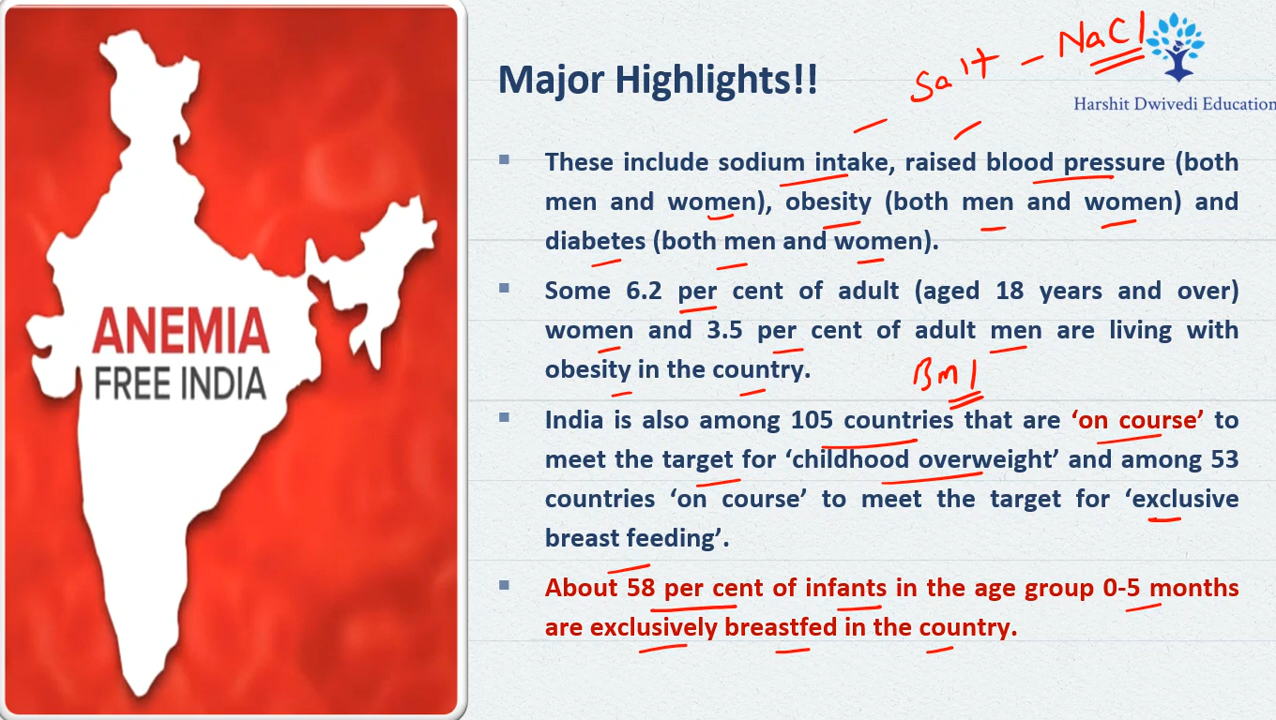 ANEMIA
FREE INDIA
Major Highlights!!
Salt - NaCl
Harshit Dwivedi Education
▪ These include sodium intake, raised blood pressure (both
men and women), obesity (both men and women) and
diabetes (both men and women).
▪ Some 6.2 per cent of adult (aged 18 years and over)
women and 3.5 per cent of adult men are living with
obesity in the country.
BMI
▪ India is also among 105 countries that are ‘on course’ to
meet the target for ‘childhood overweight’ and among 53
countries ‘on course’ to meet the target for ‘exclusive
breast feeding’.
▪ About 58 per cent of infants in the age group 0-5 months
are exclusively breastfed in the country.